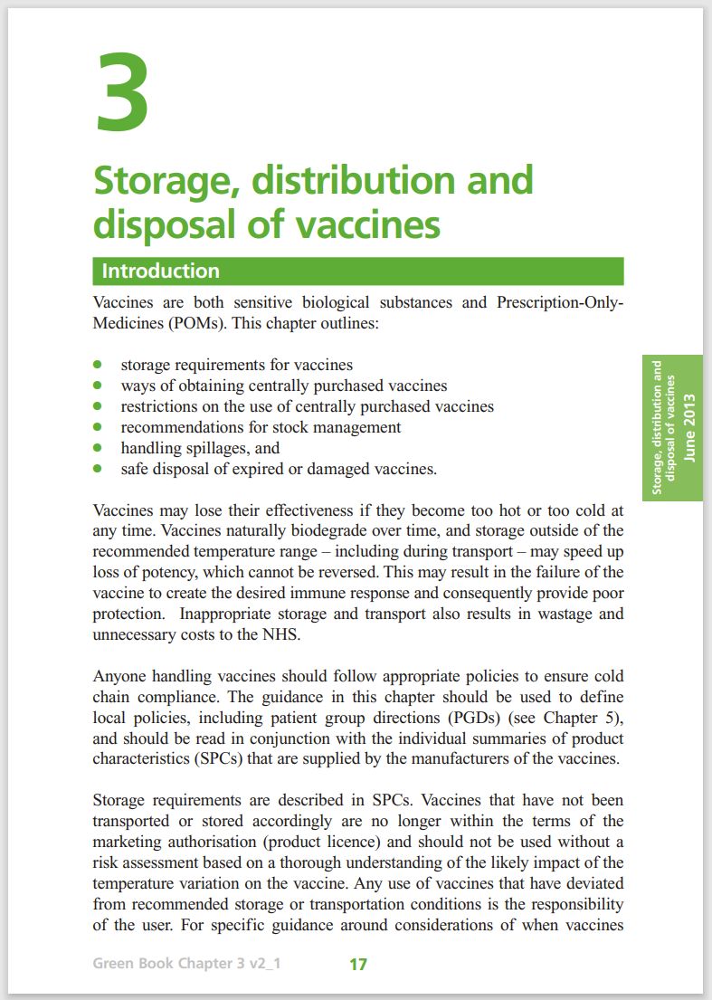 3
Storage, distribution and
disposal of vaccines
Introduction
Vaccines are both sensitive biological substances and Prescription-Only-
Medicines (POMs). This chapter outlines:
● storage requirements for vaccines
● ways of obtaining centrally purchased vaccines
● restrictions on the use of centrally purchased vaccines
● recommendations for stock management
● handling spillages, and
● safe disposal of expired or damaged vaccines.
Vaccines may lose their effectiveness if they become too hot or too cold at
any time. Vaccines naturally biodegrade over time, and storage outside of the
recommended temperature range – including during transport – may speed up
loss of potency, which cannot be reversed. This may result in the failure of the
vaccine to create the desired immune response and consequently provide poor
protection.  Inappropriate storage and transport also results in wastage and
unnecessary costs to the NHS.
Anyone handling vaccines should follow appropriate policies to ensure cold
chain compliance. The guidance in this chapter should be used to define
local policies, including patient group directions (PGDs) (see Chapter 5),
and should be read in conjunction with the individual summaries of product
characteristics (SPCs) that are supplied by the manufacturers of the vaccines.
Storage requirements are described in SPCs. Vaccines that have not been
transported or stored accordingly are no longer within the terms of the
marketing authorisation (product licence) and should not be used without a
risk assessment based on a thorough understanding of the likely impact of the
temperature variation on the vaccine. Any use of vaccines that have deviated
from recommended storage or transportation conditions is the responsibility
of the user. For specific guidance around considerations of when vaccines
Storage, distribution and
disposal of vaccines
June 2013
Green Book Chapter 3 v2_1
17